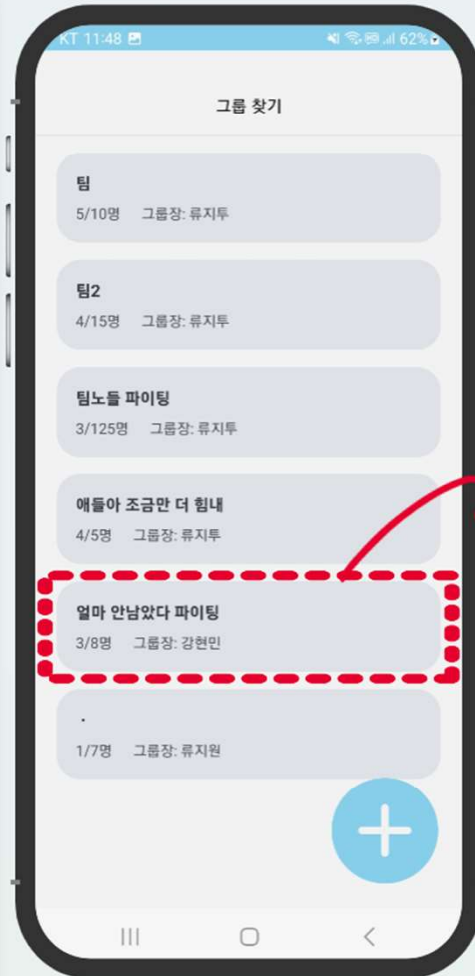 KT 11:48
62%
그룹 찾기
팀
5/10명 그룹장: 류지투
팀2
4/15명 그룹장: 류지투
팀노들 파이팅
3/125명 그룹장: 류지투
애들아 조금만 더 힘내
4/5명 그룹장: 류지투
얼마 안남았다 파이팅
3/8명 그룹장: 강현민
.
1/7명 그룹장: 류지원